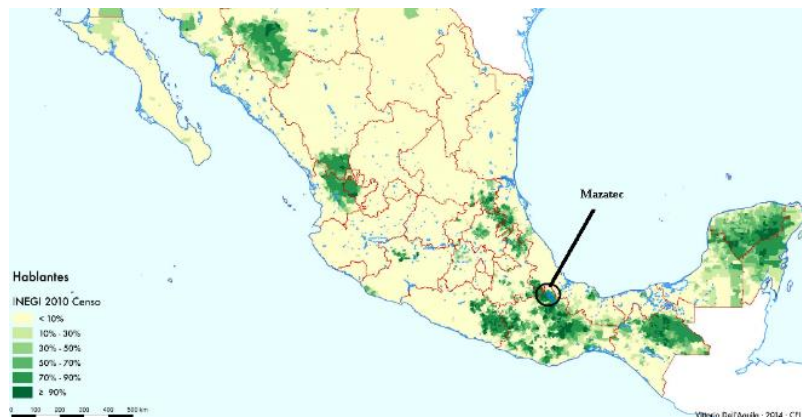 Mazatec
Hablantes
INEGI 2010 Censo
< 10%
10% - 30%
30% - 50%
50% - 70%
70% - 90%
≥ 90%
0 100 200 300 400 500 km
Vittorio Dell'Aquila - 2014 - CEL